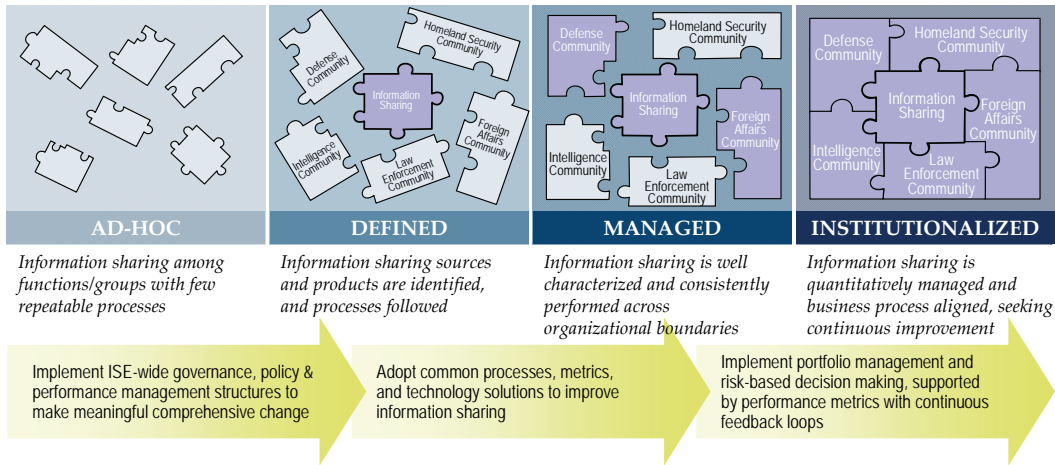 Defense
Community
Homeland Security
Community
Information
Sharing
Intelligence
Community
Law
Enforcement
Community
Foreign
Affairs
Community
Defense
Community
Homeland Security
Community
Information
Sharing
Foreign
Affairs
Community
Intelligence
Community
Law
Enforcement
Community
Defense
Community
Homeland Security
Community
Information
Sharing
Foreign
Affairs
Community
Intelligence
Community
Law
Enforcement
Community
AD-HOC
DEFINED
MANAGED
INSTITUTIONALIZED
Information sharing among
functions/groups with few
repeatable processes
Information sharing sources
and products are identified,
and processes followed
Information sharing is well
characterized and consistently
performed across
organizational boundaries
Information sharing is
quantitatively managed and
business process aligned, seeking
continuous improvement
Implement ISE-wide governance, policy &
performance management structures to
make meaningful comprehensive change
Adopt common processes, metrics,
and technology solutions to improve
information sharing
Implement portfolio management and
risk-based decision making, supported
by performance metrics with continuous
feedback loops